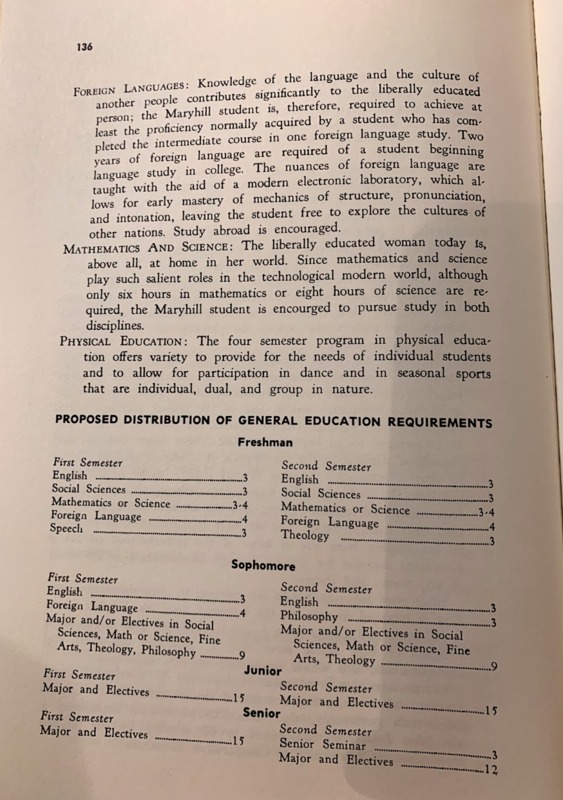 136
FOREIGN LANGUAGES: Knowledge of the language and the culture of
another people contributes significantly to the liberally educated
person; the Maryhill student is, therefore, required to achieve at
least the proficiency normally acquired by a student who has com-
pleted the intermediate course in one foreign language study. Two
years of foreign language are required of a student beginning
language study in college. The nuances of foreign language are
taught with the aid of a modern electronic laboratory, which al-
lows for early mastery of mechanics of structure, pronunciation,
and intonation, leaving the student free to explore the cultures of
other nations. Study abroad is encouraged.
MATHEMATICS AND SCIENCE: The liberally educated woman today is,
above all, at home in her world. Since mathematics and science
play such salient roles in the technological modern world, although
only six hours in mathematics or eight hours of science are re-
quired, the Maryhill student is encourged to pursue study in both
disciplines.
PHYSICAL EDUCATION: The four semester program in physical educa-
tion offers variety to provide for the needs of individual students
and to allow for participation in dance and in seasonal sports
that are individual, dual, and group in nature.
PROPOSED DISTRIBUTION OF GENERAL EDUCATION REQUIREMENTS
Freshman
First Semester
English 3
Social Sciences 3
Mathematics or Science 3-4
Foreign Language 4
Speech 3
Second Semester
English 3
Social Sciences 3
Mathematics or Science 3-4
Foreign Language 4
Theology 3
Sophomore
First Semester
English 3
Foreign Language 4
Major and/or Electives in Social
Sciences, Math or Science, Fine
Arts, Theology, Philosophy 9
Second Semester
English 3
Philosophy 3
Major and/or Electives in Social
Sciences, Math or Science, Fine
Arts, Theology 9
Junior
First Semester
Major and Electives 15
Second Semester
Major and Electives 15
Senior
First Semester
Major and Electives 15
Second Semester
Senior Seminar 3
Major and Electives 12